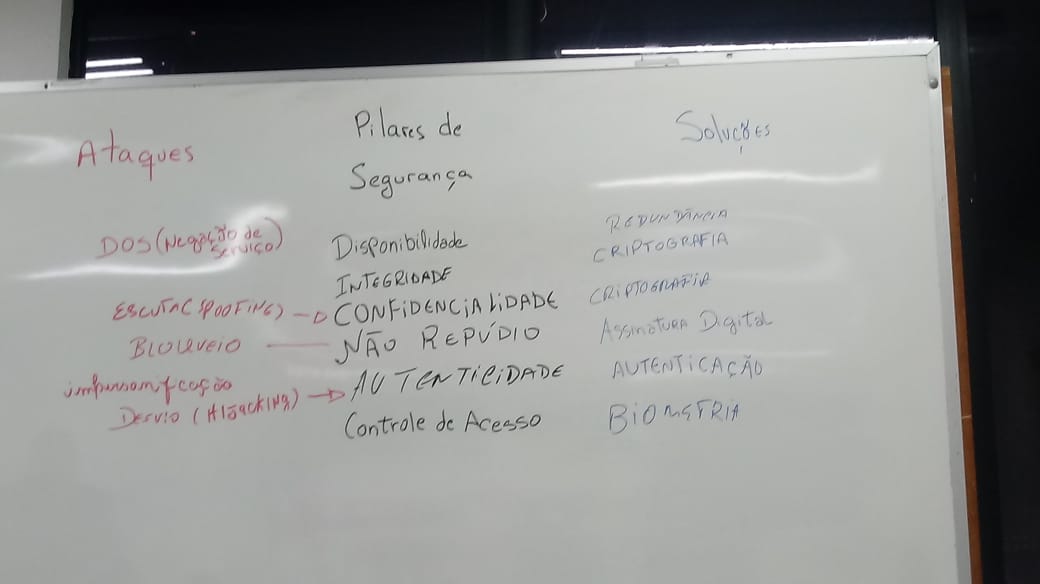 Ataques
Pilares de
Segurança
Soluções
DOS (Negação de
serviço)
Disponibilidade
REDUNDÂNCIA
INTEGRIDADE
CRIPTOGRAFIA
ESCUTA (SPOOFING) → CONFIDENCIALIDADE
CRIPTOGRAFIA
BLOQUEIO — NÃO REPÚDIO
Assinatura Digital
impersonificação
Desvio (HIJACKING) → AUTENTICIDADE
AUTENTICAÇÃO
Controle de Acesso
BIOMETRIA